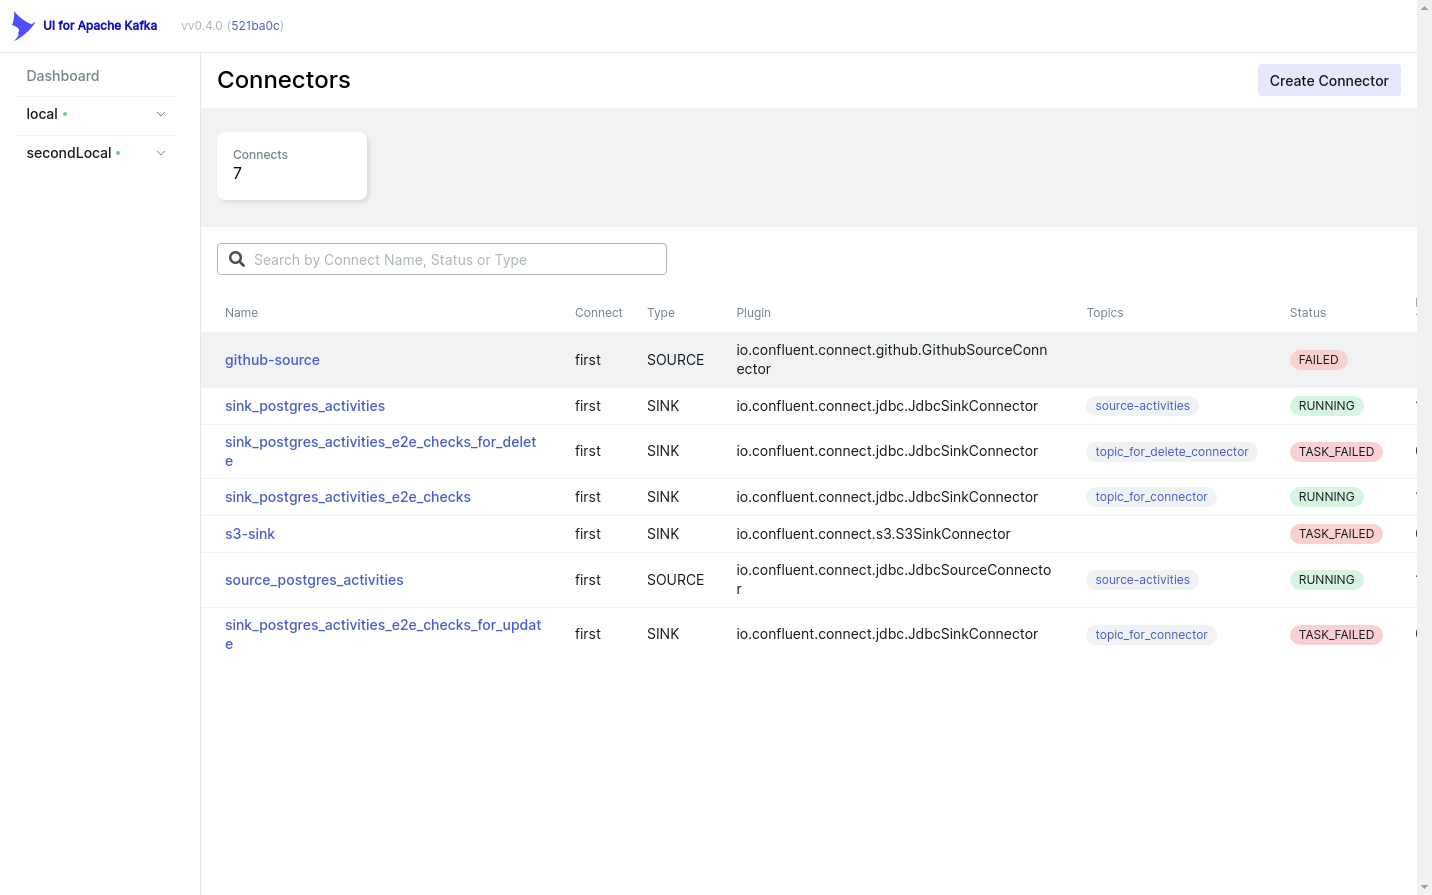 UI for Apache Kafka vv0.4.0 (521ba0c)
Dashboard
local
secondLocal
Connectors
Create Connector
Connects
7
Search by Connect Name, Status or Type
Name Connect Type Plugin Topics Status
github-source first SOURCE io.confluent.connect.github.GithubSourceConn
ector FAILED
sink_postgres_activities first SINK io.confluent.connect.jdbc.JdbcSinkConnector source-activities RUNNING
sink_postgres_activities_e2e_checks_for_delet
e first SINK io.confluent.connect.jdbc.JdbcSinkConnector topic_for_delete_connector TASK_FAILED
sink_postgres_activities_e2e_checks first SINK io.confluent.connect.jdbc.JdbcSinkConnector topic_for_connector RUNNING
s3-sink first SINK io.confluent.connect.s3.S3SinkConnector TASK_FAILED
source_postgres_activities first SOURCE io.confluent.connect.jdbc.JdbcSourceConnecto
r source-activities RUNNING
sink_postgres_activities_e2e_checks_for_updat
e first SINK io.confluent.connect.jdbc.JdbcSinkConnector topic_for_connector TASK_FAILED